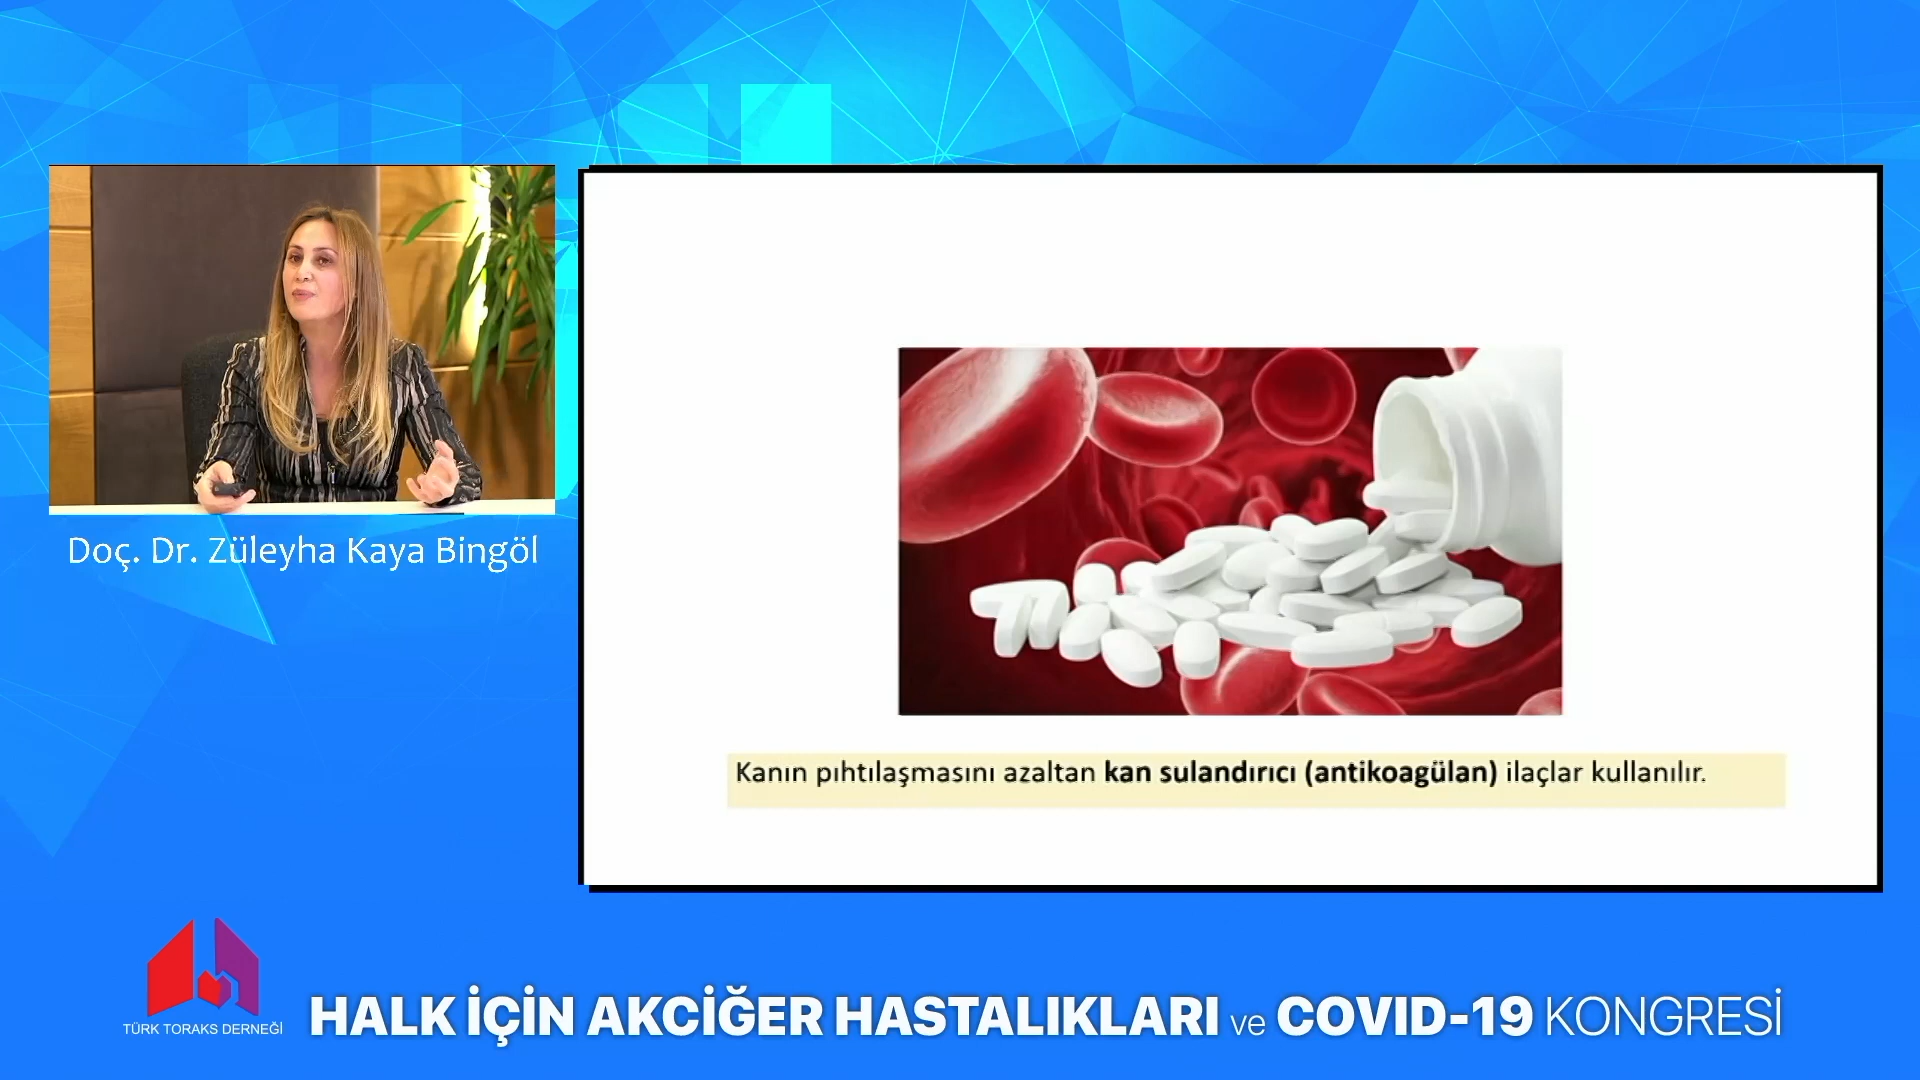 Doç. Dr. Züleyha Kaya Bingöl
Kanın pıhtılaşmasını azaltan kan sulandırıcı (antikoagülan) ilaçlar kullanılır.
TÜRK TORAKS DERNEĞİ
HALK İÇİN AKCİĞER HASTALIKLARI ve COVID-19 KONGRESİ